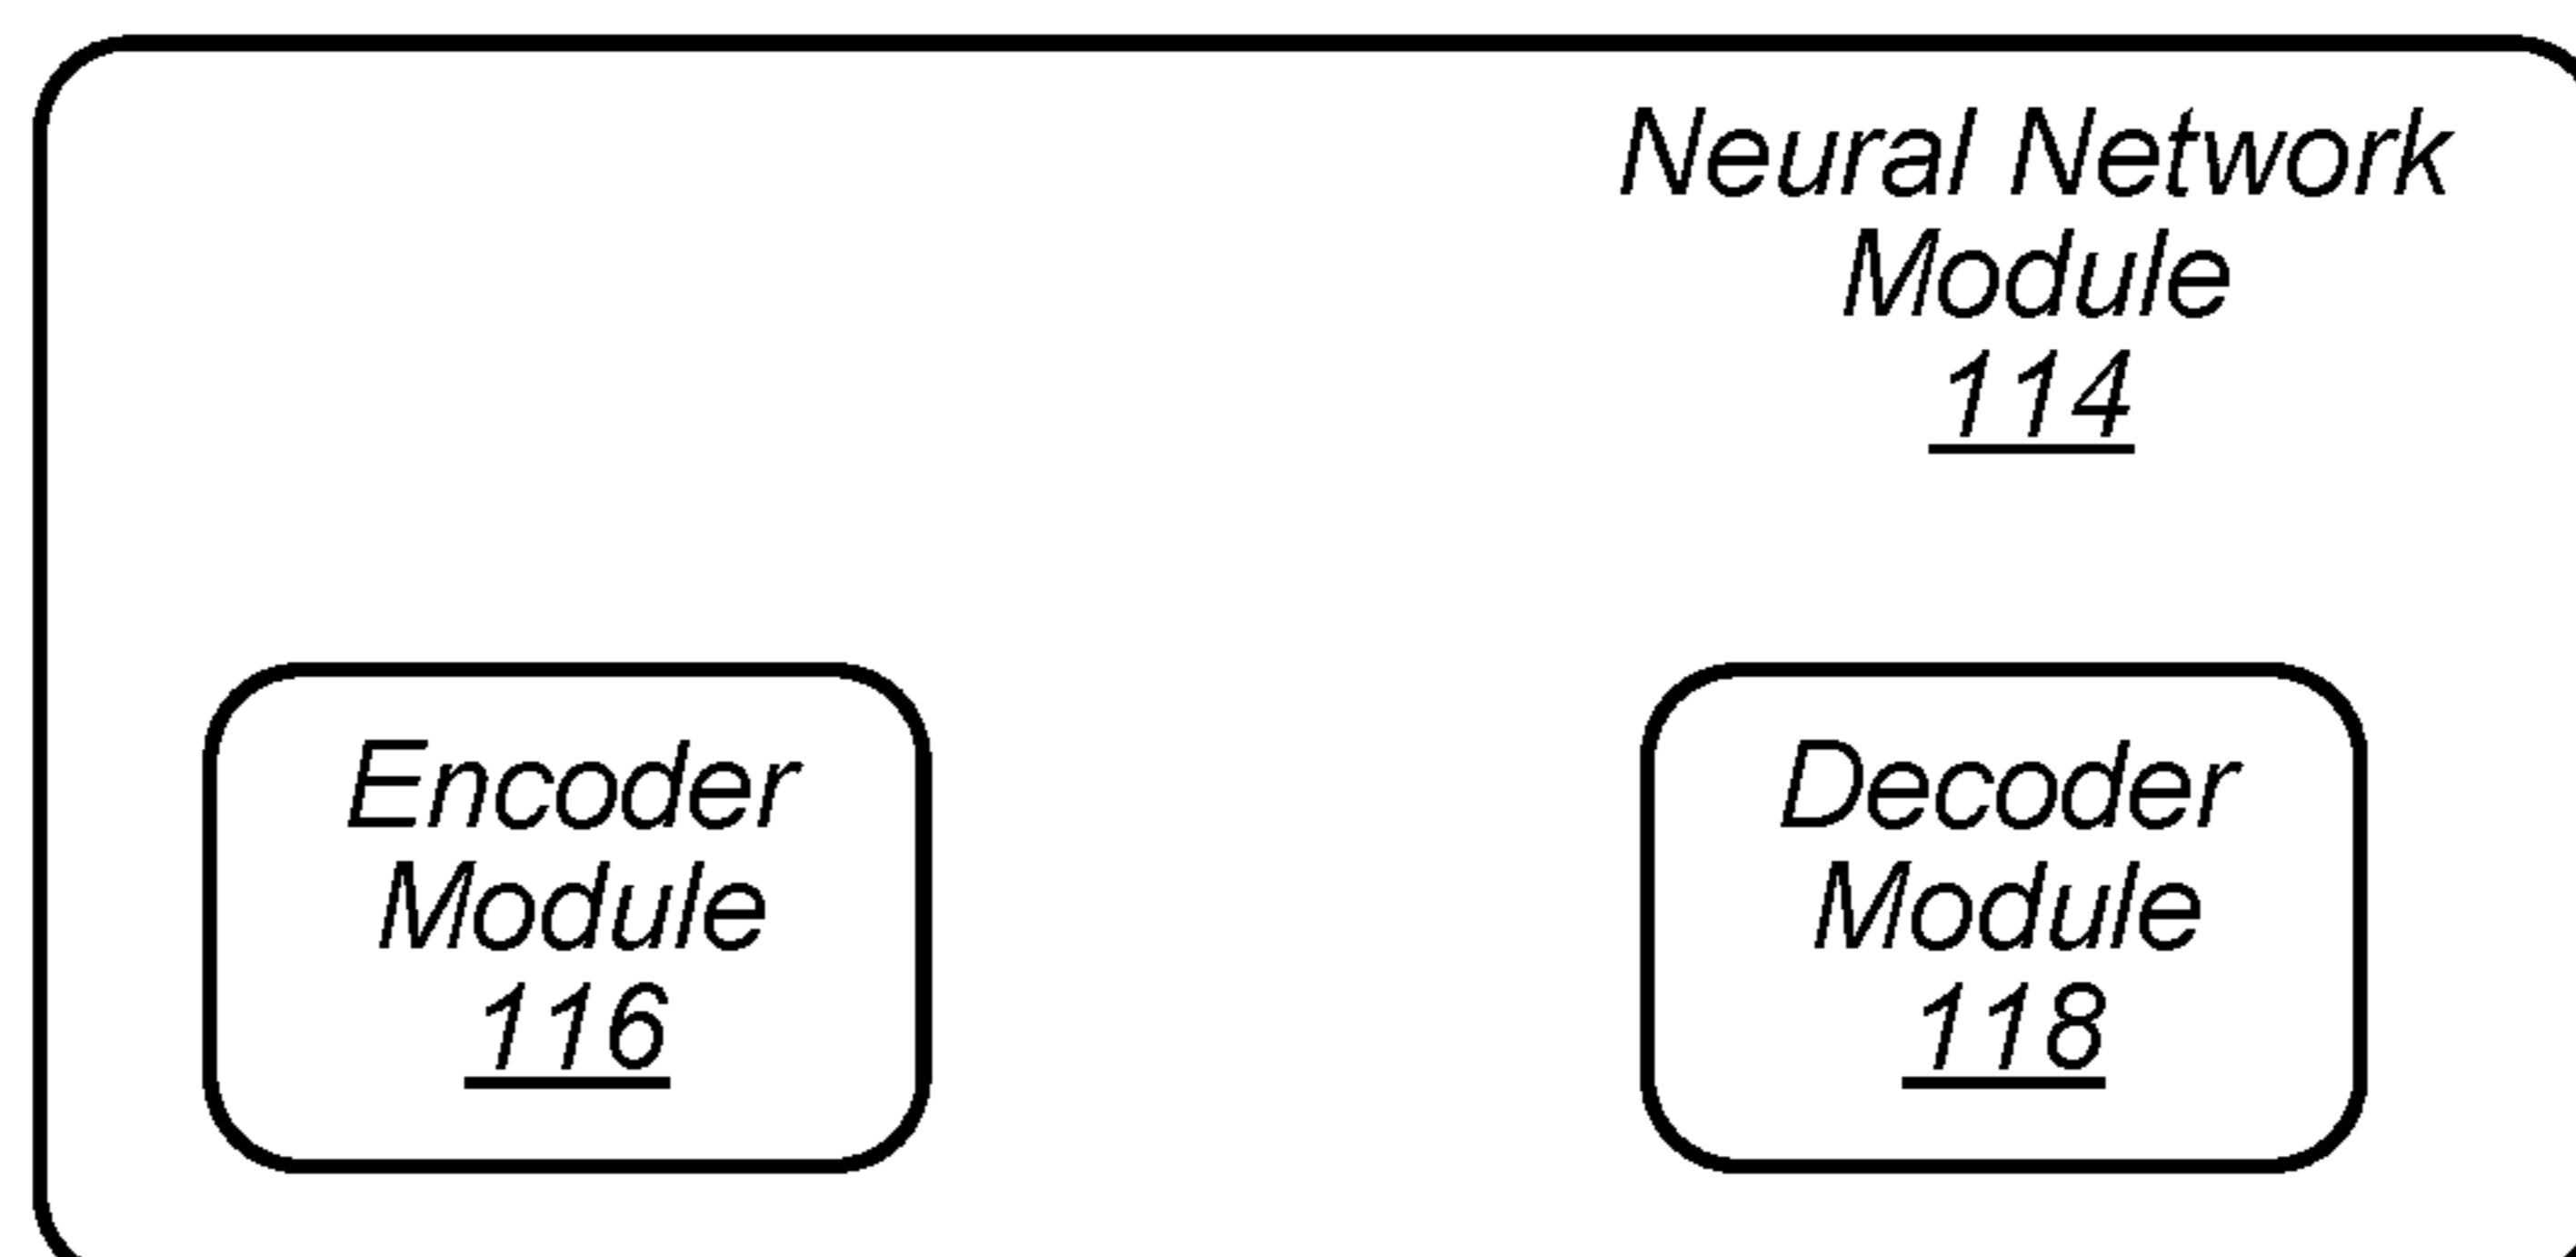 Neural Network
Module
114
Encoder
Module
116
Decoder
Module
118